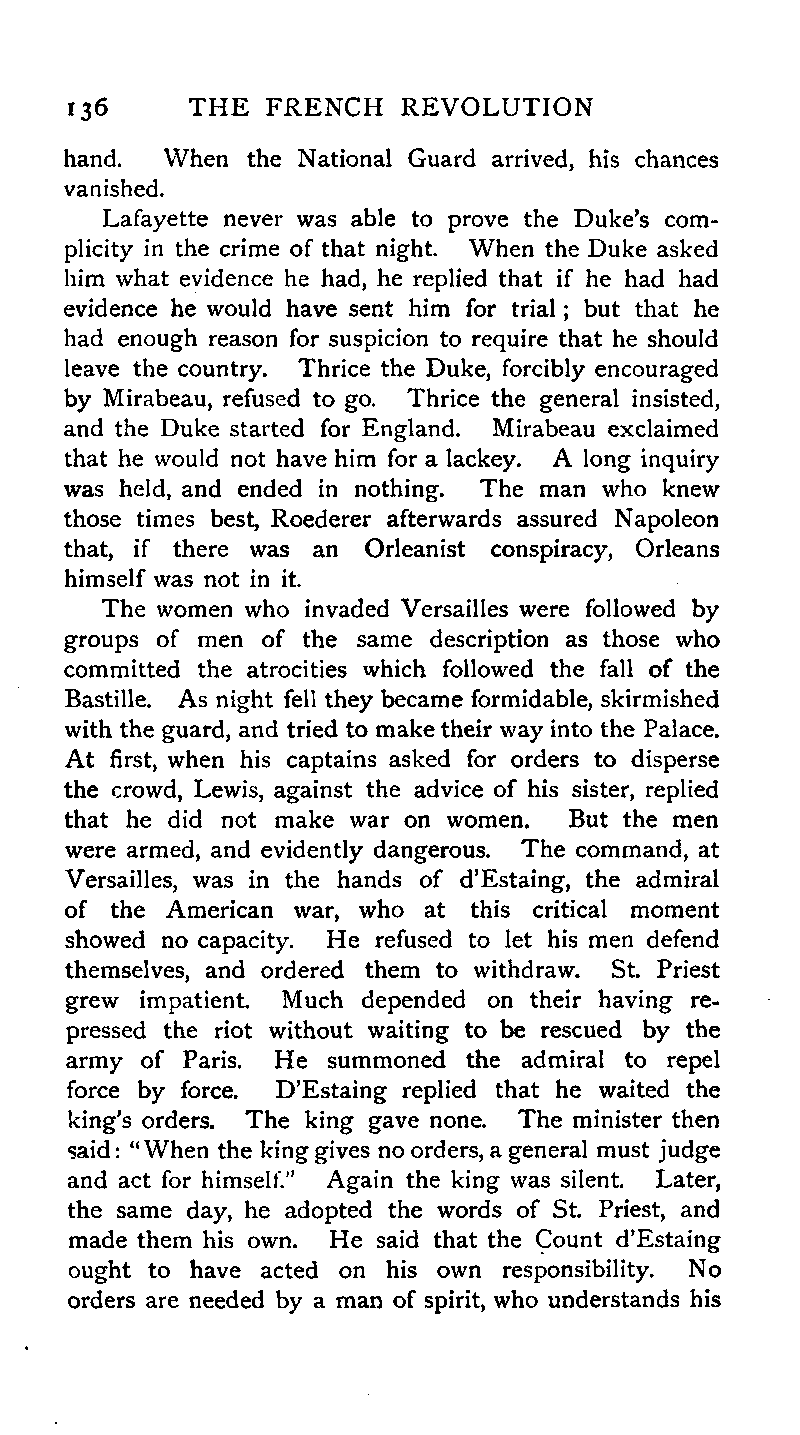 136 THE FRENCH REVOLUTION
hand. When the National Guard arrived, his chances
vanished.
Lafayette never was able to prove the Duke's com-
plicity in the crime of that night. When the Duke asked
him what evidence he had, he replied that if he had had
evidence he would have sent him for trial ; but that he
had enough reason for suspicion to require that he should
leave the country. Thrice the Duke, forcibly encouraged
by Mirabeau, refused to go. Thrice the general insisted,
and the Duke started for England. Mirabeau exclaimed
that he would not have him for a lackey. A long inquiry
was held, and ended in nothing. The man who knew
those times best, Roederer afterwards assured Napoleon
that, if there was an Orleanist conspiracy, Orleans
himself was not in it.
The women who invaded Versailles were followed by
groups of men of the same description as those who
committed the atrocities which followed the fall of the
Bastille. As night fell they became formidable, skirmished
with the guard, and tried to make their way into the Palace.
At first, when his captains asked for orders to disperse
the crowd, Lewis, against the advice of his sister, replied
that he did not make war on women. But the men
were armed, and evidently dangerous. The command, at
Versailles, was in the hands of d'Estaing, the admiral
of the American war, who at this critical moment
showed no capacity. He refused to let his men defend
themselves, and ordered them to withdraw. St. Priest
grew impatient. Much depended on their having re-
pressed the riot without waiting to be rescued by the
army of Paris. He summoned the admiral to repel
force by force. D'Estaing replied that he waited the
king's orders. The king gave none. The minister then
said: "When the king gives no orders, a general must judge
and act for himself." Again the king was silent. Later,
the same day, he adopted the words of St. Priest, and
made them his own. He said that the Count d'Estaing
ought to have acted on his own responsibility. No
orders are needed by a man of spirit, who understands his